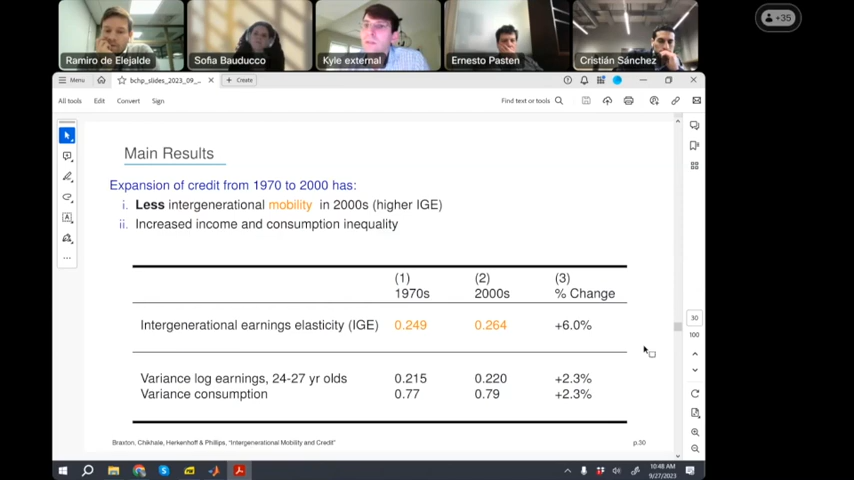 +35
Ramiro de Elejalde
Sofia Bauducco
Kyle external
Ernesto Pasten
Cristián Sánchez
Menu
bchp_slides_2023_09_...
+ Create
All tools
Edit
Convert
Sign
Find text or tools
Main Results
Expansion of credit from 1970 to 2000 has:
i. Less intergenerational mobility in 2000s (higher IGE)
ii. Increased income and consumption inequality
(1) (2) (3)
1970s 2000s % Change
Intergenerational earnings elasticity (IGE) 0.249 0.264 +6.0%
Variance log earnings, 24-27 yr olds 0.215 0.220 +2.3%
Variance consumption 0.77 0.79 +2.3%
30
100
Braxton, Chikhale, Herkenhoff & Phillips, "Intergenerational Mobility and Credit" p.30
10:48 AM
9/27/2023